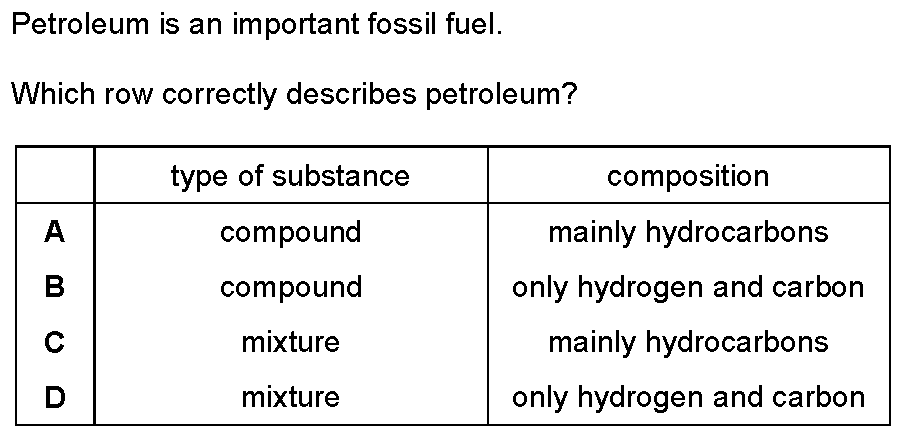 Petroleum is an important fossil fuel.
Which row correctly describes petroleum?
type of substance composition
A compound mainly hydrocarbons
B compound only hydrogen and carbon
C mixture mainly hydrocarbons
D mixture only hydrogen and carbon